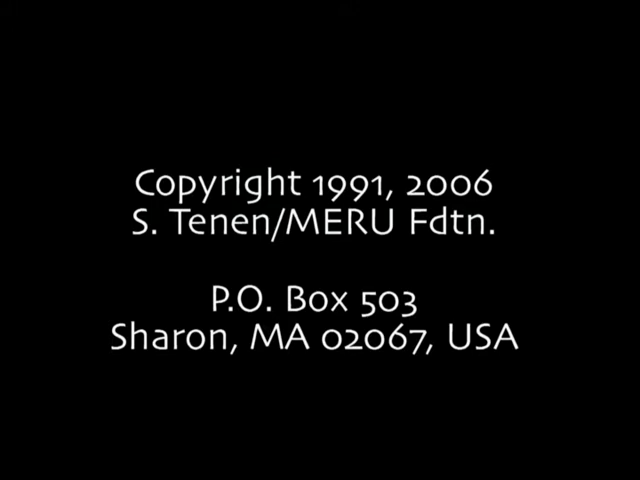 Copyright 1991, 2006
S. Tenen/MERU Fdtn.
P.O. Box 503
Sharon, MA 02067, USA